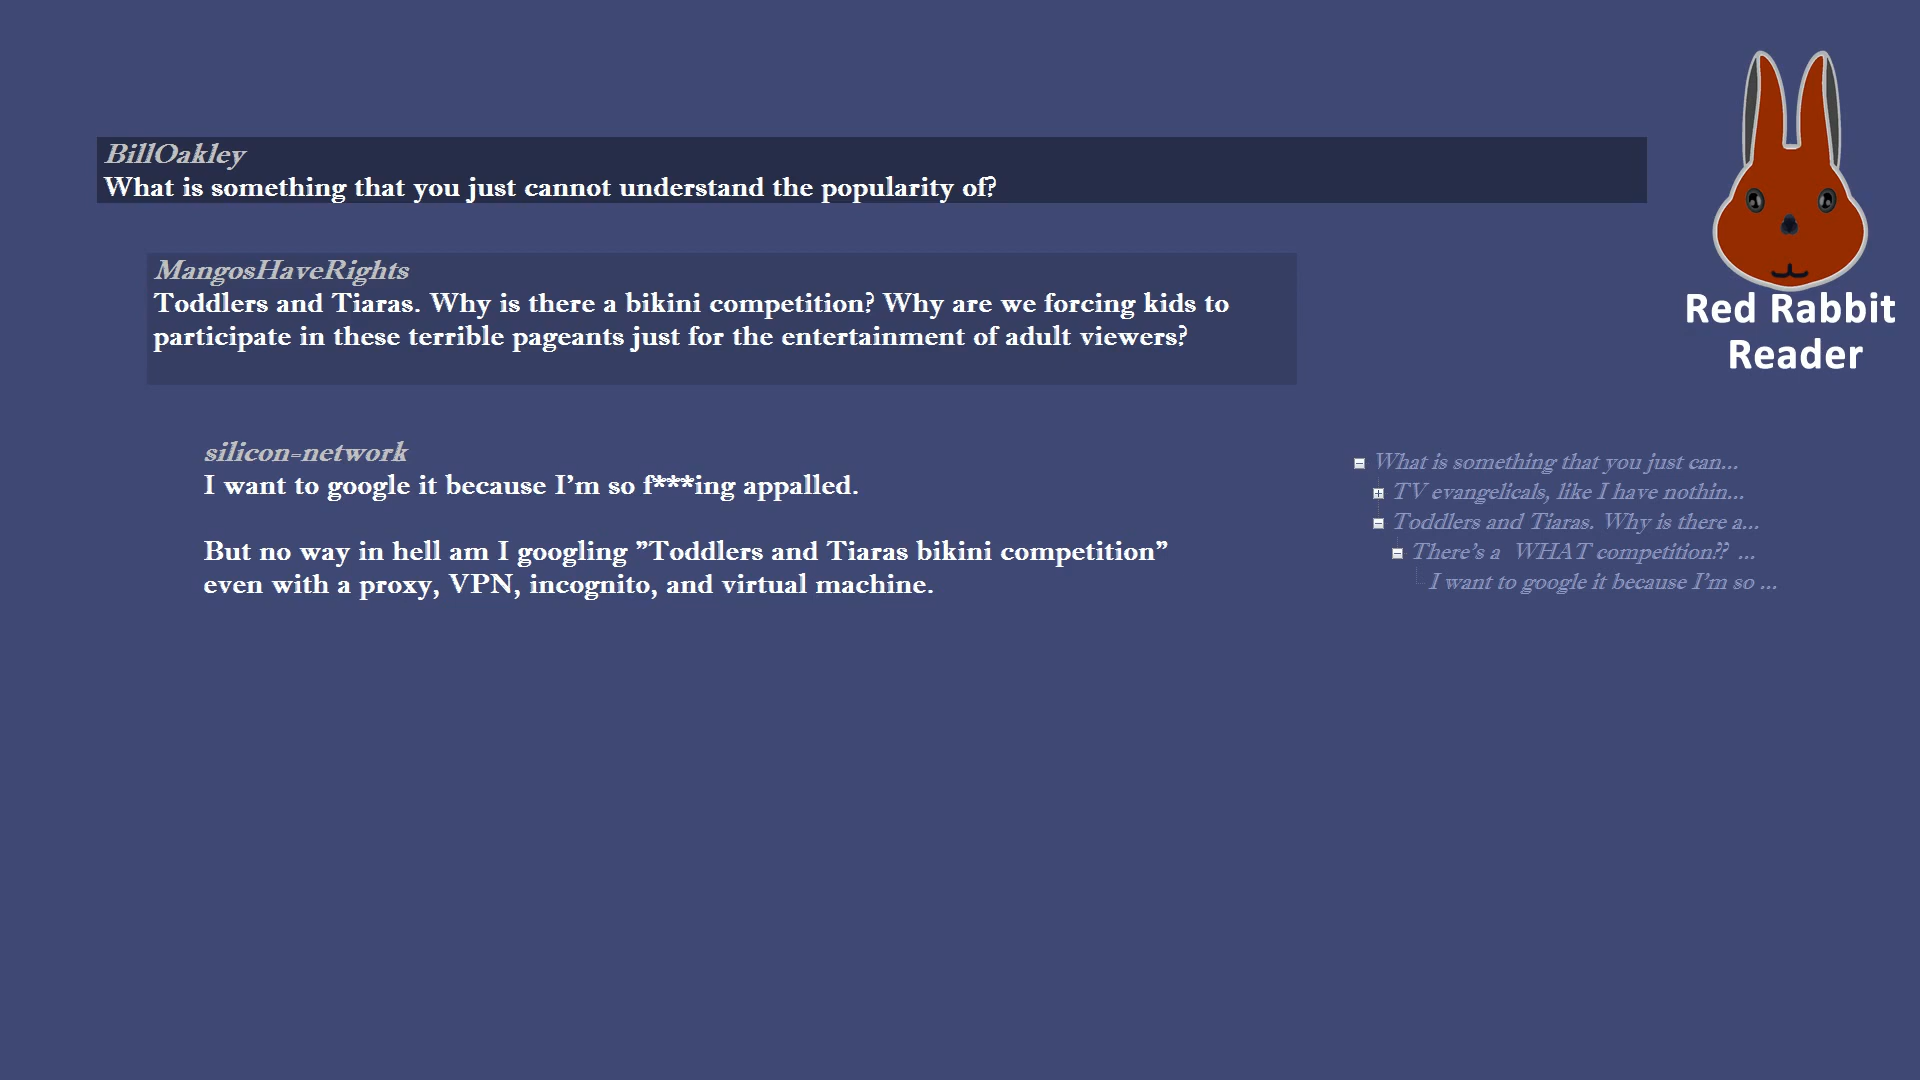 BillOakley
What is something that you just cannot understand the popularity of?
MangosHaveRights
Toddlers and Tiaras. Why is there a bikini competition? Why are we forcing kids to
participate in these terrible pageants just for the entertainment of adult viewers?
silicon-network
I want to google it because I'm so f***ing appalled.
But no way in hell am I googling ”Toddlers and Tiaras bikini competition”
even with a proxy, VPN, incognito, and virtual machine.
Red Rabbit
Reader
What is something that you just can...
TV evangelicals, like I have nothin...
Toddlers and Tiaras. Why is there a...
There's a WHAT competition?? ...
I want to google it because I'm so ...